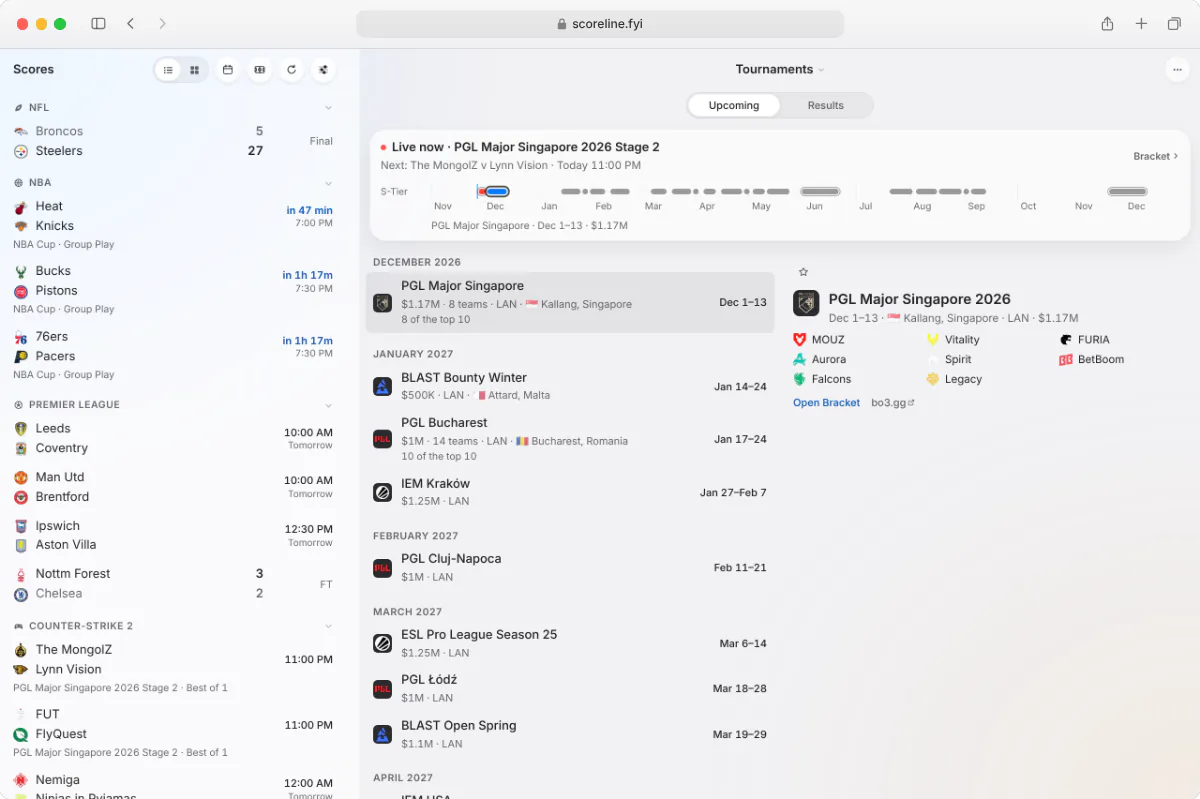 scoreline.fyi
Scores
NFL
Broncos 5
Steelers 27
Final
NBA
Heat
Knicks
in 47 min
7:00 PM
NBA Cup · Group Play
Bucks
Pistons
in 1h 17m
7:30 PM
NBA Cup · Group Play
76ers
Pacers
in 1h 17m
7:30 PM
NBA Cup · Group Play
PREMIER LEAGUE
Leeds
Coventry
10:00 AM
Tomorrow
Man Utd
Brentford
10:00 AM
Tomorrow
Ipswich
Aston Villa
12:30 PM
Tomorrow
Nottm Forest 3
Chelsea 2
FT
COUNTER-STRIKE 2
The MongolZ
Lynn Vision
11:00 PM
PGL Major Singapore 2026 Stage 2 · Best of 1
FUT
FlyQuest
11:00 PM
PGL Major Singapore 2026 Stage 2 · Best of 1
Nemiga
Ninjas in Pyjamas
12:00 AM
Tomorrow
Tournaments
Upcoming Results
Live now · PGL Major Singapore 2026 Stage 2
Next: The MongolZ v Lynn Vision · Today 11:00 PM
Bracket
S-Tier
Nov Dec Jan Feb Mar Apr May Jun Jul Aug Sep Oct Nov Dec
PGL Major Singapore · Dec 1–13 · $1.17M
DECEMBER 2026
PGL Major Singapore
$1.17M · 8 teams · LAN · Kallang, Singapore
8 of the top 10
Dec 1–13
JANUARY 2027
BLAST Bounty Winter
$500K · LAN · Attard, Malta
Jan 14–24
PGL Bucharest
$1M · 14 teams · LAN · Bucharest, Romania
10 of the top 10
Jan 17–24
IEM Kraków
$1.25M · LAN
Jan 27–Feb 7
FEBRUARY 2027
PGL Cluj-Napoca
$1M · LAN
Feb 11–21
MARCH 2027
ESL Pro League Season 25
$1.25M · LAN
Mar 6–14
PGL Łódź
$1M · LAN
Mar 18–28
BLAST Open Spring
$1.1M · LAN
Mar 19–29
APRIL 2027
IEM USA
PGL Major Singapore 2026
Dec 1–13 · Kallang, Singapore · LAN · $1.17M
MOUZ Vitality FURIA
Aurora Spirit BetBoom
Falcons Legacy
Open Bracket bo3.gg